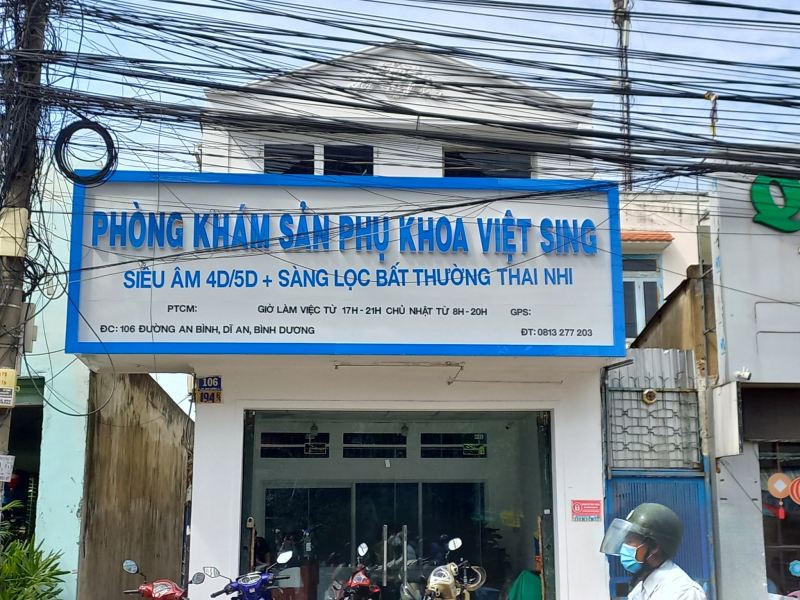 PHÒNG KHÁM SẢN PHỤ KHOA VIỆT SING
SIÊU ÂM 4D/5D + SÀNG LỌC BẤT THƯỜNG THAI NHI
PTCM: GIỜ LÀM VIỆC TỪ 17H - 21H CHỦ NHẬT TỪ 8H - 20H GPS:
ĐC: 106 ĐƯỜNG AN BÌNH, DĨ AN, BÌNH DƯƠNG ĐT: 0813 277 203
106